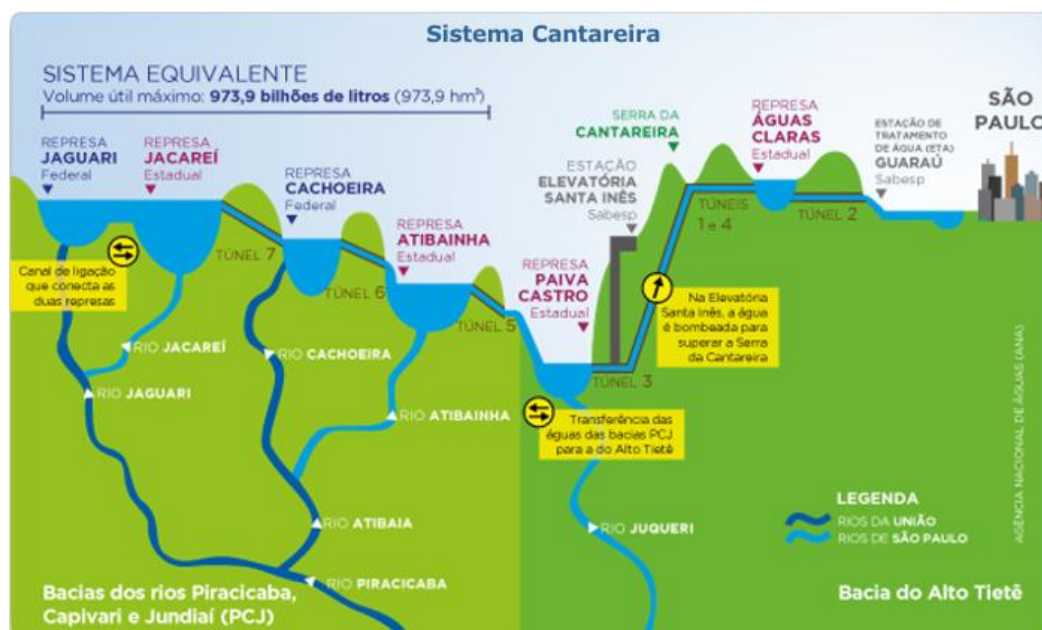 Sistema Cantareira
SISTEMA EQUIVALENTE
Volume útil máximo: 973,9 bilhões de litros (973,9 hm³)
REPRESA
JAGUARI
Federal
REPRESA
JACAREÍ
Estadual
REPRESA
CACHOEIRA
Federal
REPRESA
ATIBAINHA
Estadual
REPRESA
PAIVA
CASTRO
Estadual
ESTAÇÃO
ELEVATÓRIA
SANTA INÊS
Sabesp
SERRA DA
CANTAREIRA
REPRESA
ÁGUAS
CLARAS
Estadual
ESTAÇÃO DE
TRATAMENTO
DE ÁGUA (ETA)
GUARAÚ
Sabesp
SÃO
PAULO
TÚNEL 7
TÚNEL 6
TÚNEL 5
TÚNEL 3
TÚNEIS
1 e 4
TÚNEL 2
Canal de ligação
que conecta as
duas represas
Na Elevatória
Santa Inês, a água
é bombeada para
superar a Serra
da Cantareira
Transferência das
águas das bacias PCJ
para a do Alto Tietê
RIO JACAREÍ
RIO JAGUARI
RIO CACHOEIRA
RIO ATIBAINHA
RIO ATIBAIA
RIO PIRACICABA
RIO JUQUERI
LEGENDA
RIOS DA UNIÃO
RIOS DE SÃO PAULO
AGÊNCIA NACIONAL DE ÁGUAS (ANA)
Bacias dos rios Piracicaba,
Capivari e Jundiaí (PCJ)
Bacia do Alto Tietê